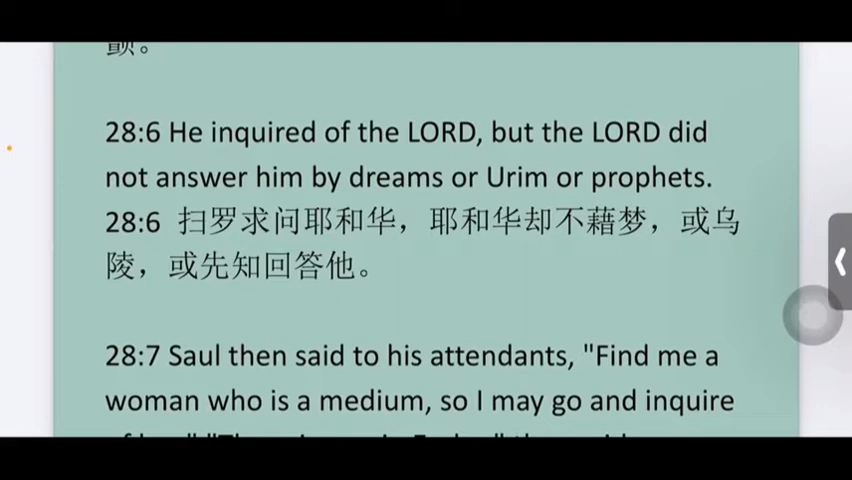 颤。
28:6 He inquired of the LORD, but the LORD did
not answer him by dreams or Urim or prophets.
28:6 扫罗求问耶和华，耶和华却不藉梦，或乌
陵，或先知回答他。
28:7 Saul then said to his attendants, "Find me a
woman who is a medium, so I may go and inquire